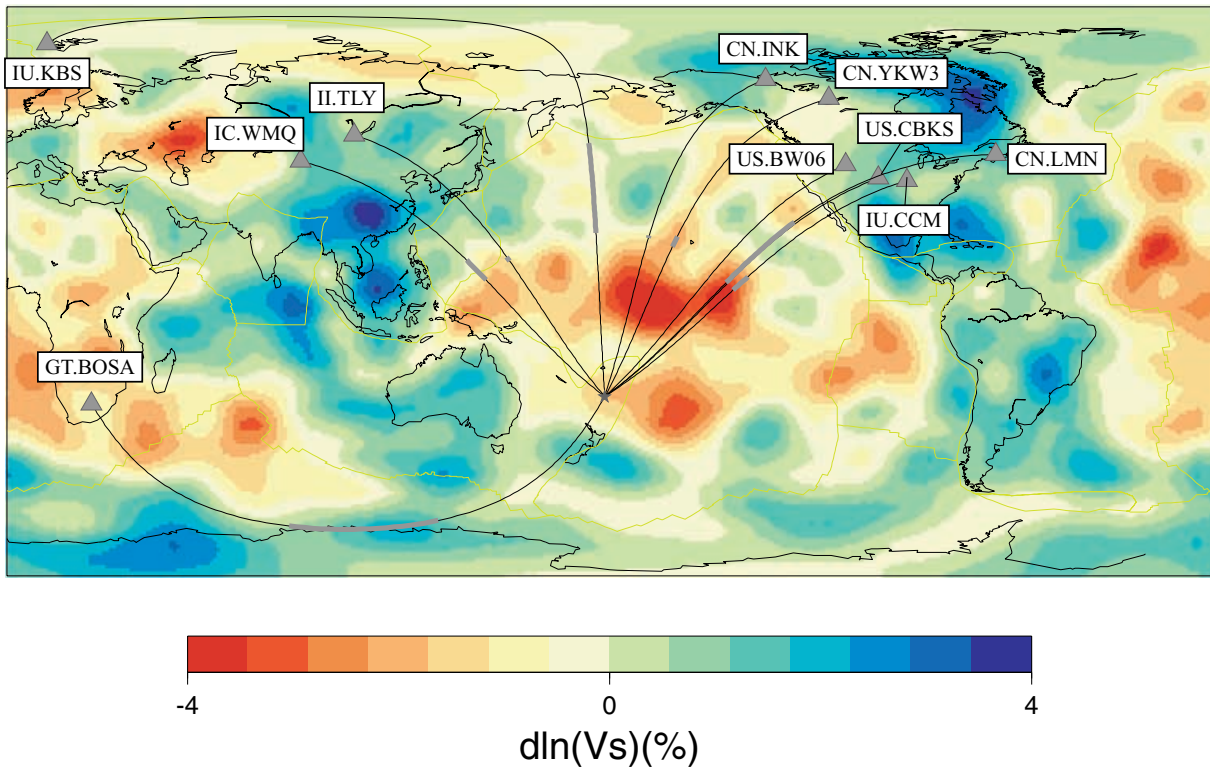 CN.INK
IU.KBS
CN.YKW3
II.TLY
IC.WMQ
US.CBKS
US.BW06
CN.LMN
IU.CCM
GT.BOSA
-4
0
4
dln(Vs)(%)